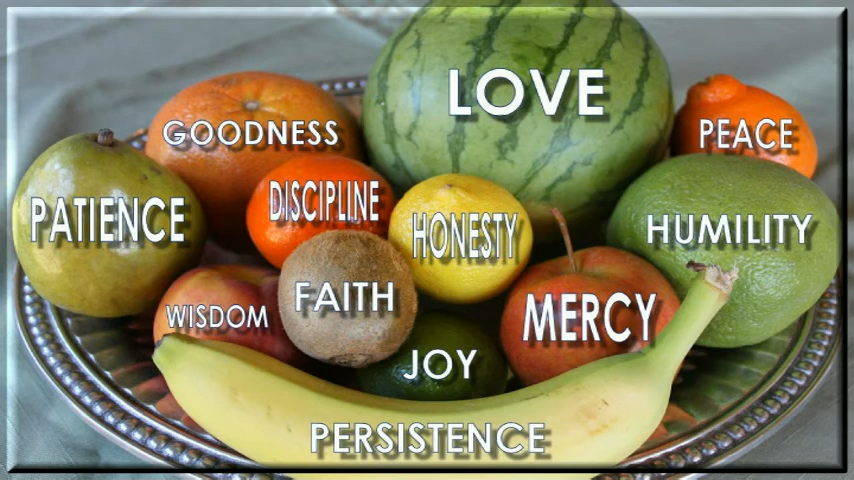 LOVE
GOODNESS
PEACE
PATIENCE
DISCIPLINE
HONESTY
HUMILITY
WISDOM
FAITH
MERCY
JOY
PERSISTENCE